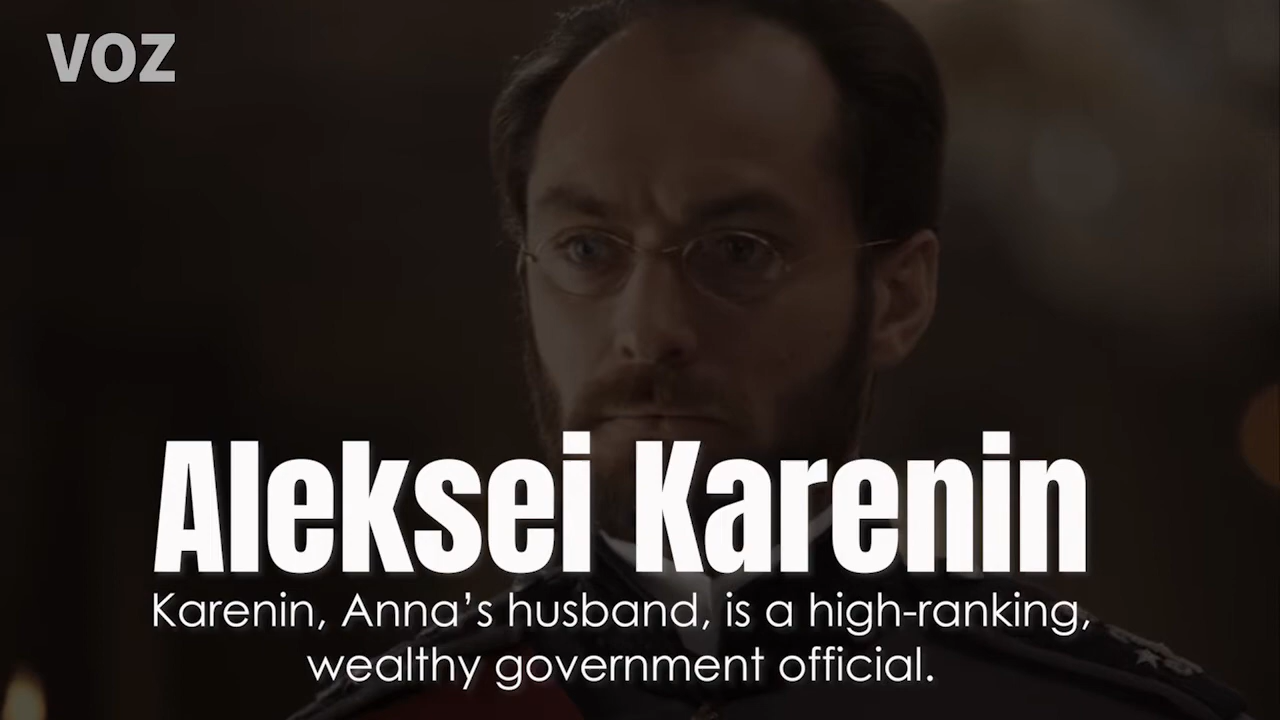 VOZ
Aleksei Karenin
Karenin, Anna’s husband, is a high-ranking,
wealthy government official.